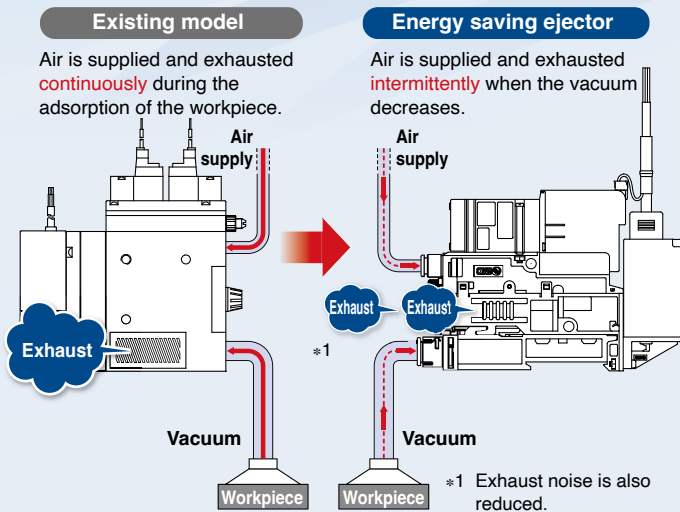 Existing model
Air is supplied and exhausted
continuously during the
adsorption of the workpiece.
Air
supply
Exhaust
Vacuum
Workpiece
Energy saving ejector
Air is supplied and exhausted
intermittently when the vacuum
decreases.
Air
supply
Exhaust
Exhaust
*1
Vacuum
Workpiece
*1 Exhaust noise is also
reduced.